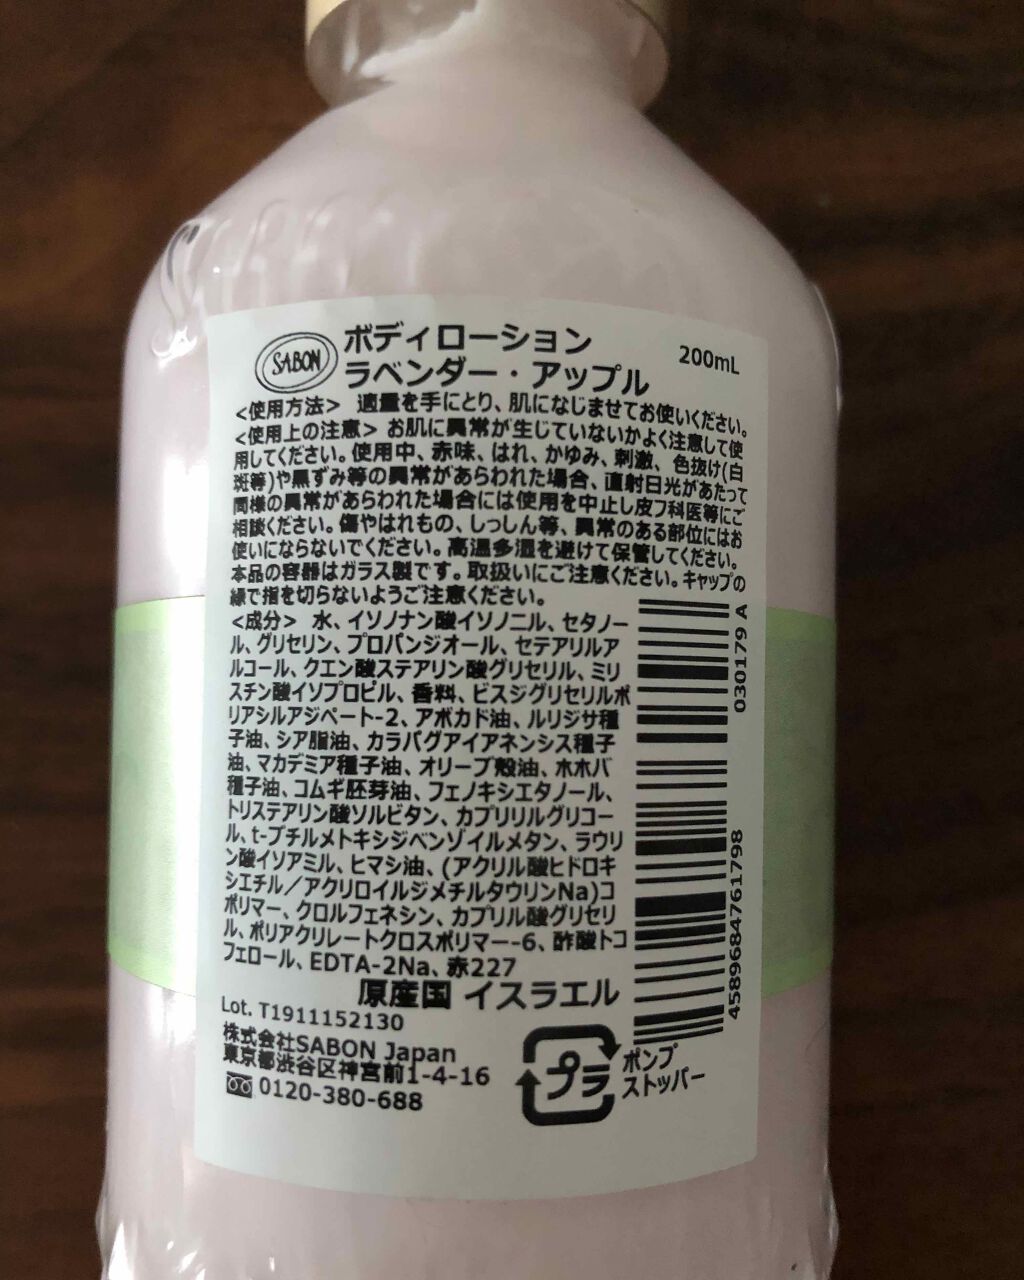 SABON
ボディローション
ラベンダー・アップル
200mL
<使用方法> 適量を手にとり、肌になじませてお使いください。
<使用上の注意> お肌に異常が生じていないかよく注意して使
用してください。使用中、赤味、はれ、かゆみ、刺激、色抜け(白
斑等)や黒ずみ等の異常があらわれた場合、直射日光があたって
同様の異常があらわれた場合には使用を中止し皮フ科医等にご
相談ください。傷やはれもの、しっしん等、異常のある部位にはお
使いにならないでください。高温多湿を避けて保管してください。
本品の容器はガラス製です。取扱いにご注意ください。キャップの
縁で指を切らないようご注意ください。
<成分> 水、イソノナン酸イソノニル、セタノー
ル、グリセリン、プロパンジオール、セテアリルア
ルコール、クエン酸ステアリン酸グリセリル、ミリ
スチン酸イソプロピル、香料、ビスジグリセリルポ
リアシルアジペート-2、アボカド油、ルリジサ種
子油、シア脂油、カラパグアイアネンシス種子
油、マカデミア種子油、オリーブ殻油、ホホバ
種子油、コムギ胚芽油、フェノキシエタノール、
トリステアリン酸ソルビタン、カプリリルグリコー
ル、t-ブチルメトキシジベンゾイルメタン、ラウリ
ン酸イソアミル、ヒマシ油、(アクリル酸ヒドロキ
シエチル/アクリロイルジメチルタウリンNa)コ
ポリマー、クロルフェネシン、カプリル酸グリセリ
ル、ポリアクリレートクロスポリマー-6、酢酸トコ
フェロール、EDTA-2Na、赤227
原産国 イスラエル
Lot. T1911152130
株式会社SABON Japan
東京都渋谷区神宮前1-4-16
0120-380-688
プラ
ポンプ
ストッパー
030179 A
4589684761798